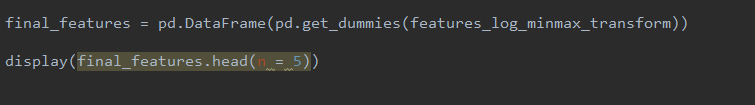 final_features = pd.DataFrame(pd.get_dummies(features_log_minmax_transform))
display(final_features.head(n = 5))